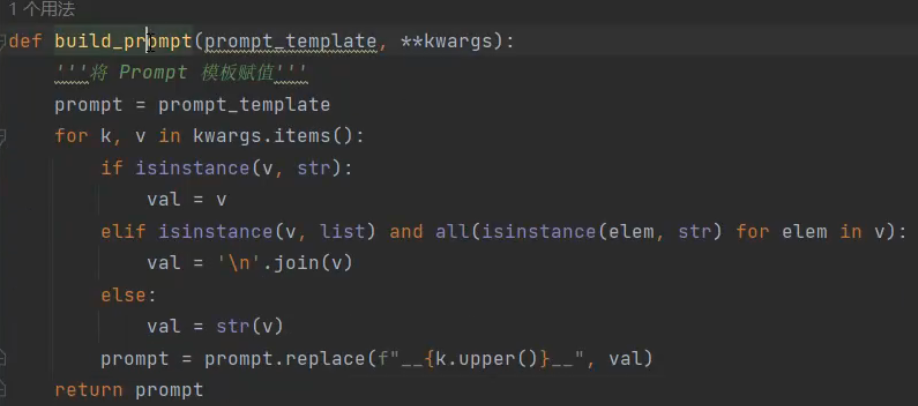 1 个用法
def build_prompt(prompt_template, **kwargs):
    '''将 Prompt 模板赋值'''
    prompt = prompt_template
    for k, v in kwargs.items():
        if isinstance(v, str):
            val = v
        elif isinstance(v, list) and all(isinstance(elem, str) for elem in v):
            val = '\n'.join(v)
        else:
            val = str(v)
        prompt = prompt.replace(f"__{k.upper()}__", val)
    return prompt